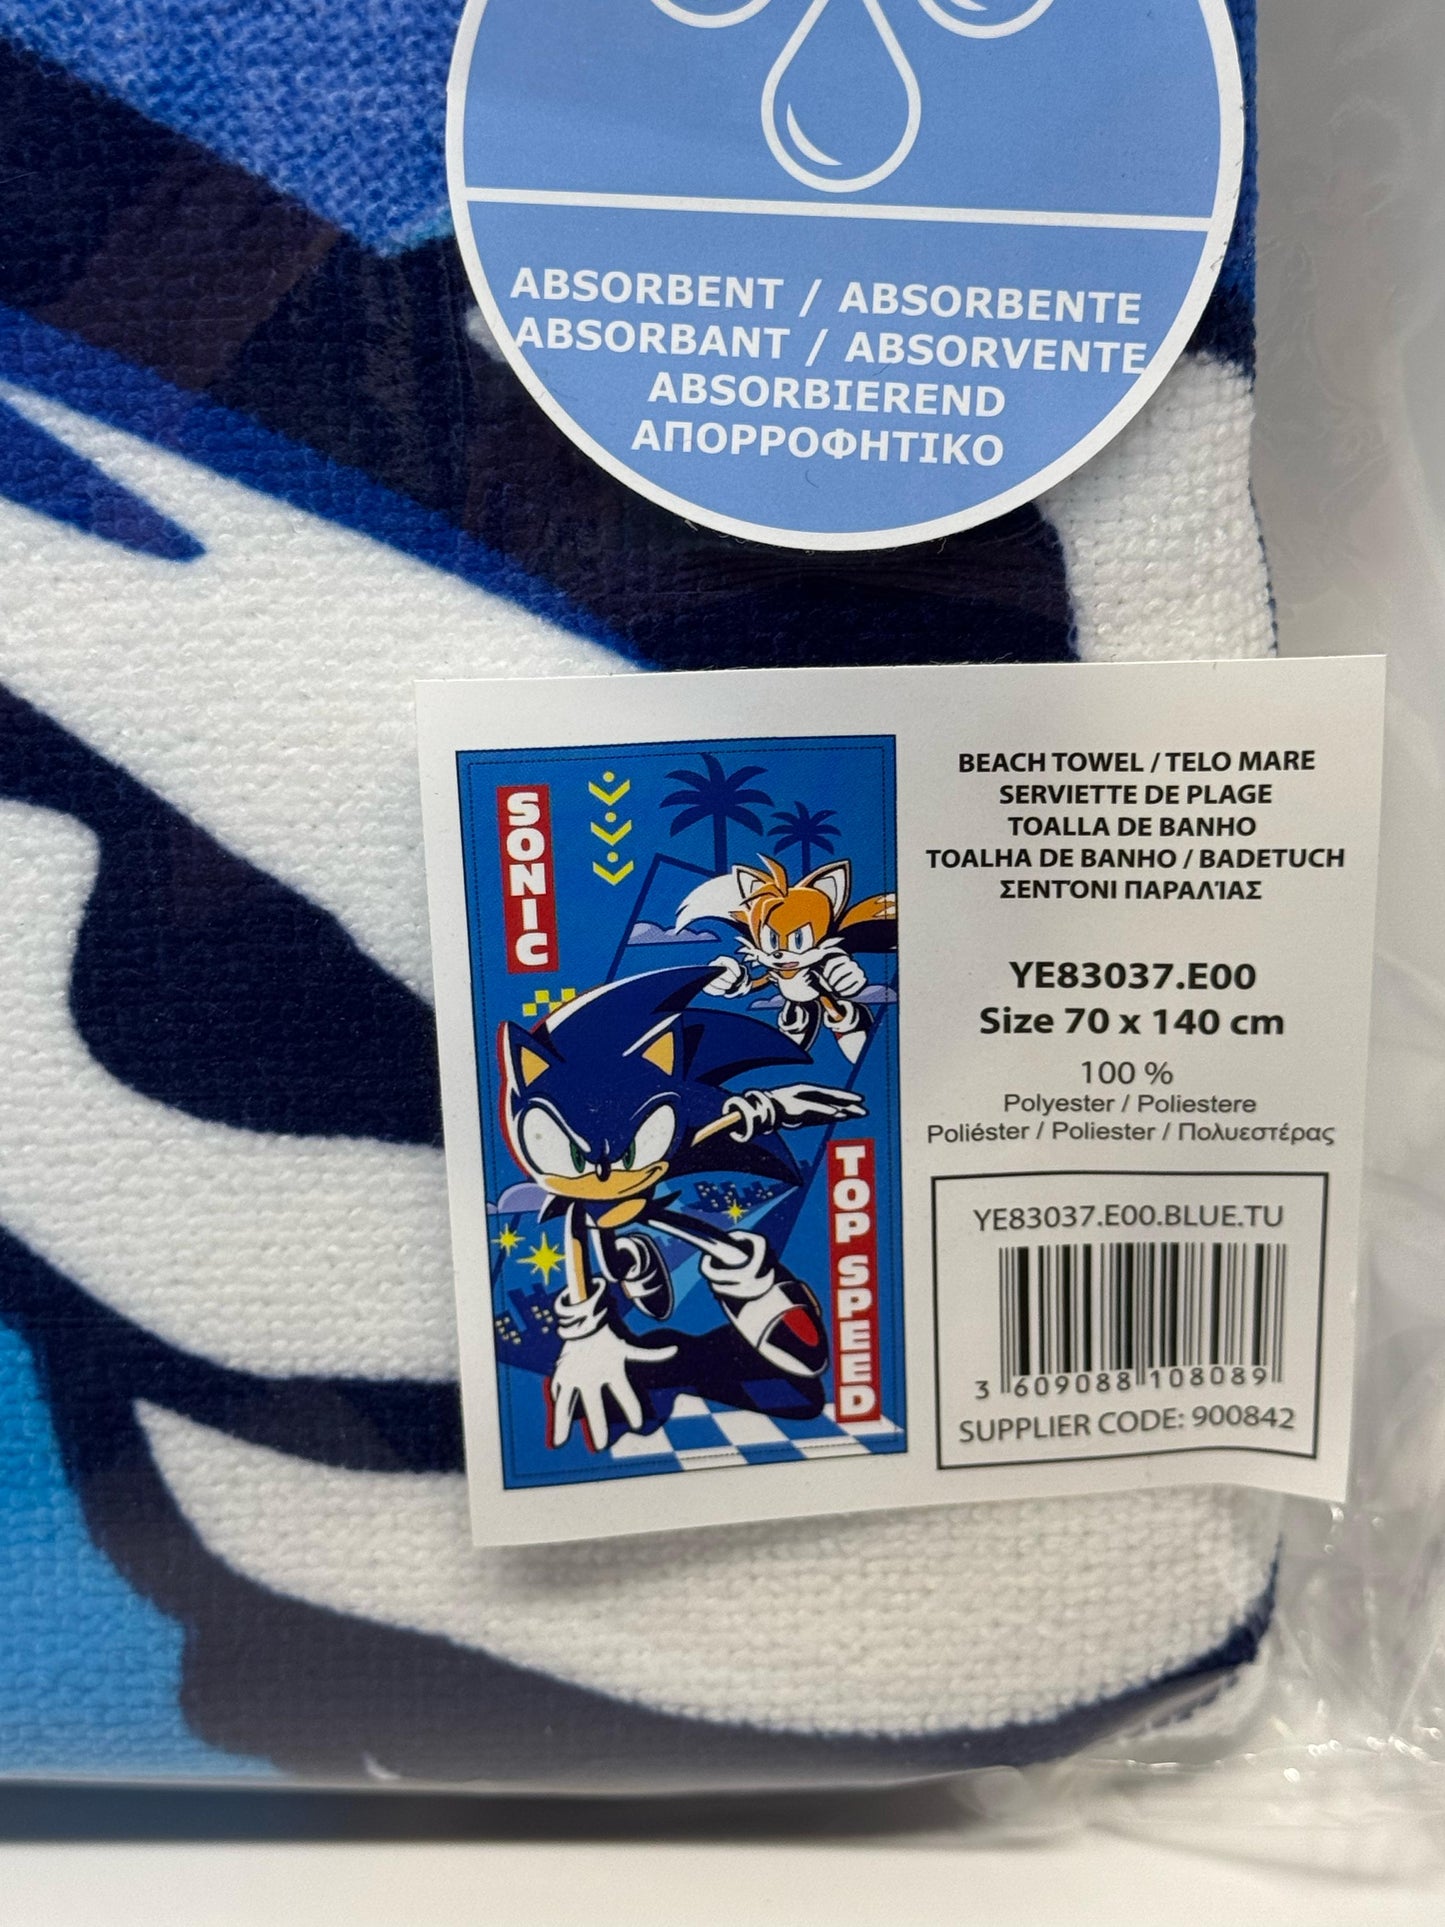 ABSORBENT / ABSORBENTE
ABSORBANT / ABSORVENTE
ABSORBIEREND
ΑΠΟΡΡΟΦΗΤΙΚΟ
SONIC
TOP SPEED
BEACH TOWEL / TELO MARE
SERVIETTE DE PLAGE
TOALLA DE BANHO
TOALHA DE BANHO / BADETUCH
ΣΕΝΤΌΝΙ ΠΑΡΑΛΊΑΣ
YE83037.E00
Size 70 x 140 cm
100 %
Polyester / Poliestere
Poliéster / Poliester / Πολυεστέρας
YE83037.E00.BLUE.TU
3 609088 108089
SUPPLIER CODE: 900842